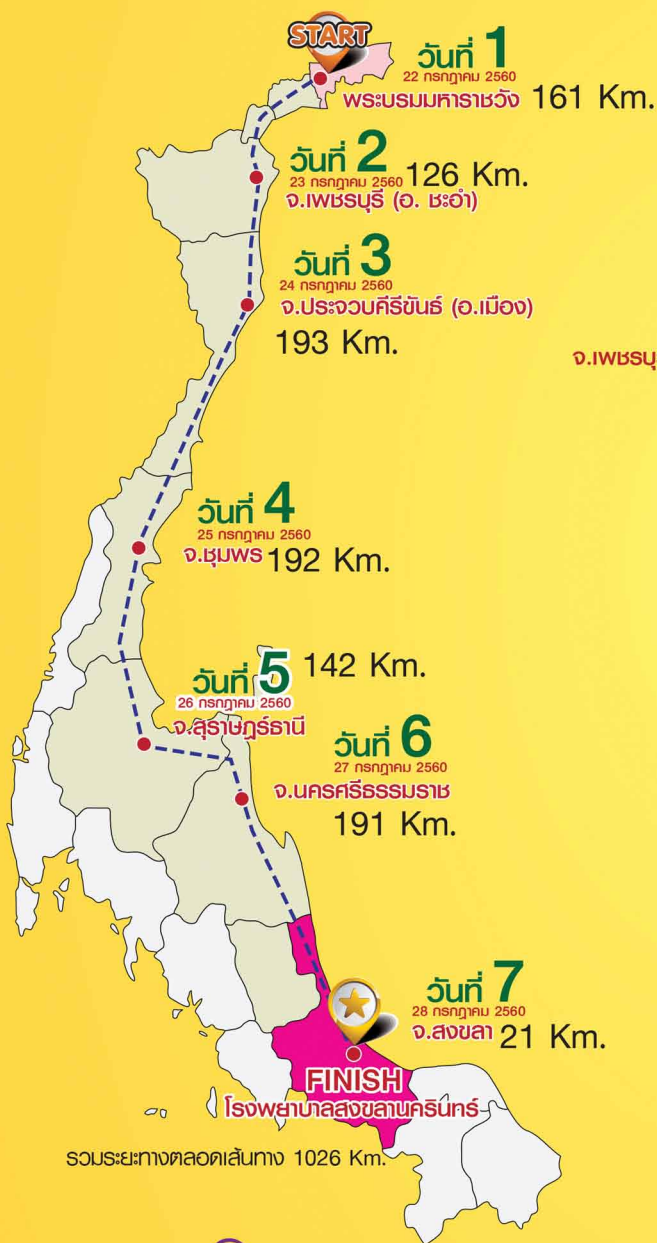 START
วันที่ 1
22 กรกฎาคม 2560
พระบรมมหาราชวัง 161 Km.
วันที่ 2
23 กรกฎาคม 2560 126 Km.
จ.เพชรบุรี (อ. ชะอำ)
วันที่ 3
24 กรกฎาคม 2560
จ.ประจวบคีรีขันธ์ (อ.เมือง)
193 Km.
จ.เพชรบุ
วันที่ 4
25 กรกฎาคม 2560
จ.ชุมพร 192 Km.
วันที่ 5 142 Km.
26 กรกฎาคม 2560
จ.สุราษฎร์ธานี
วันที่ 6
27 กรกฎาคม 2560
จ.นครศรีธรรมราช
191 Km.
วันที่ 7
28 กรกฎาคม 2560
จ.สงขลา 21 Km.
FINISH
โรงพยาบาลสงขลานครินทร์
รวมระยะทางตลอดเส้นทาง 1026 Km.